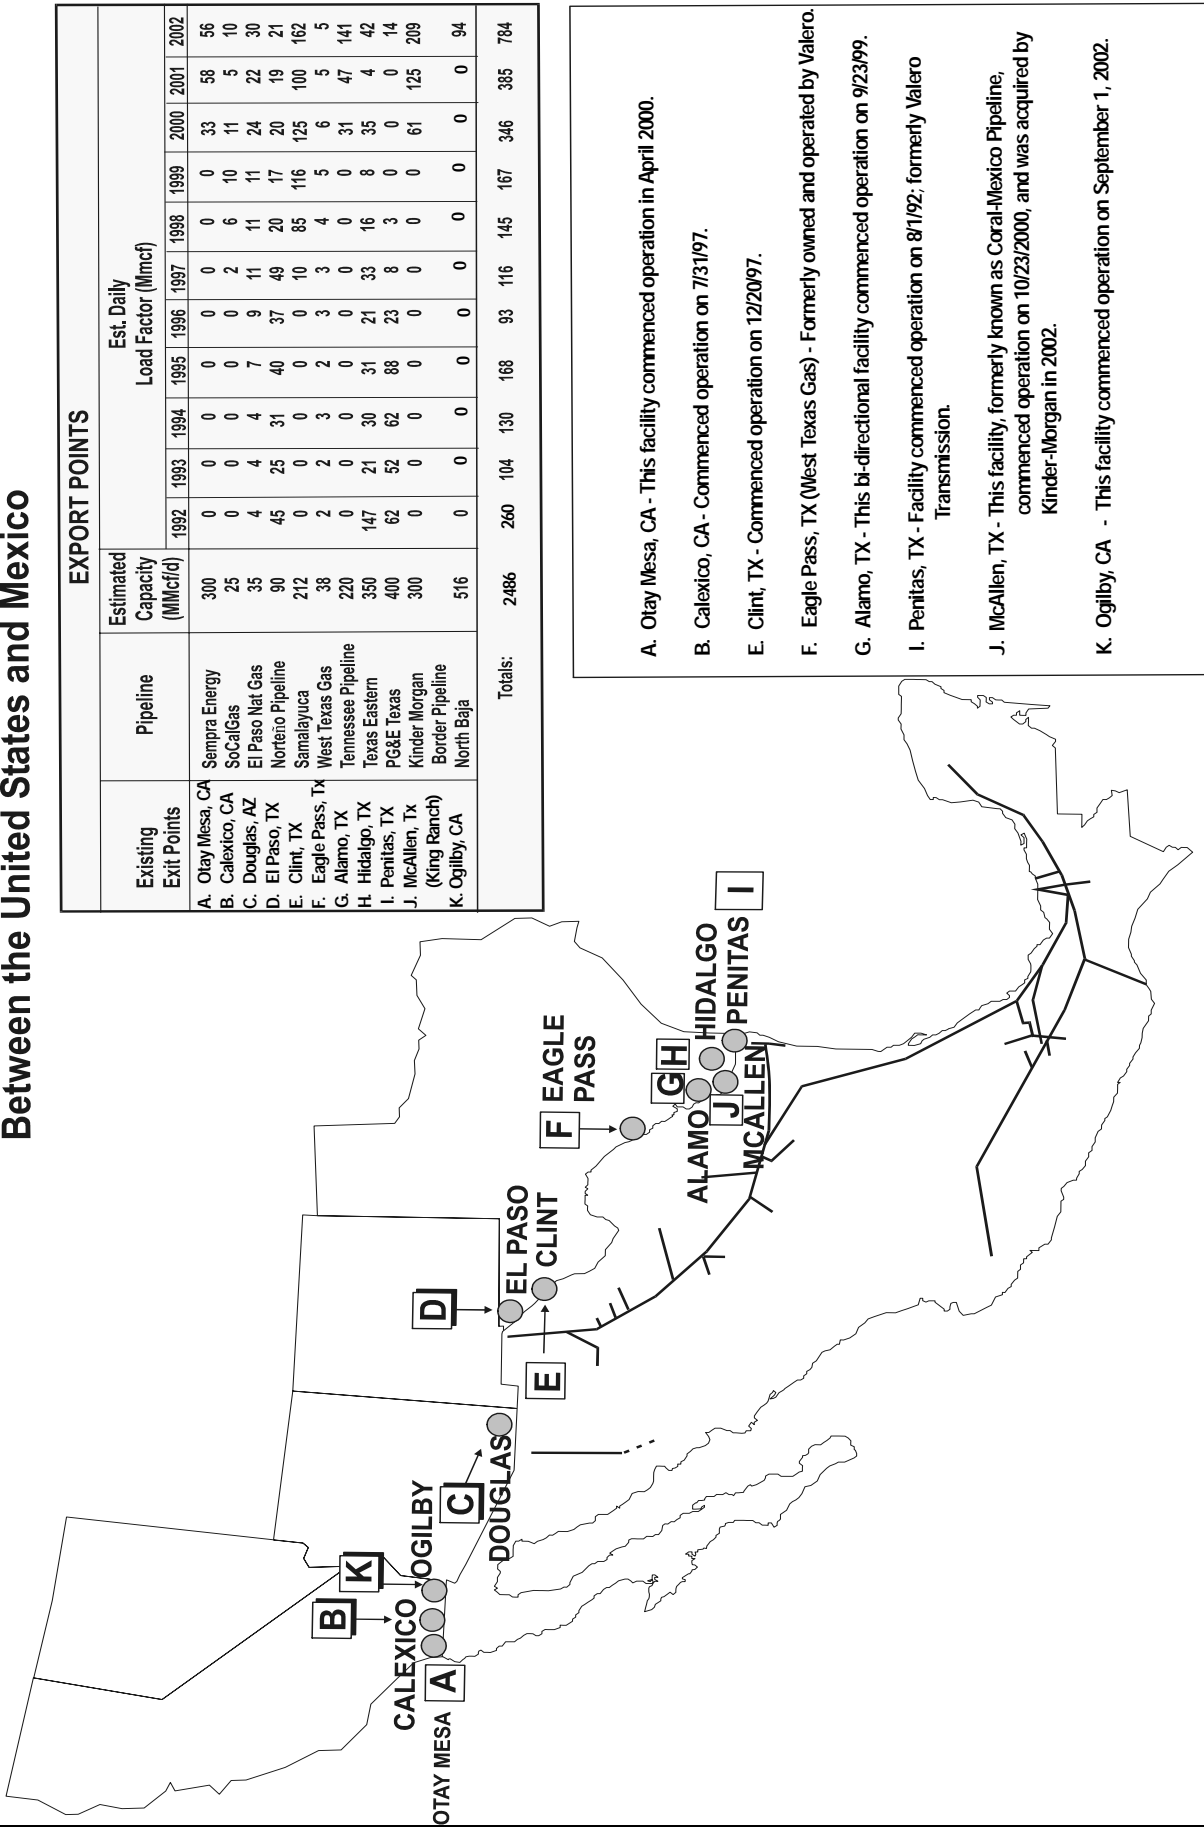 Between the United States and Mexico
EXPORT POINTS
Existing Exit Points | Pipeline | Estimated Capacity (MMcf/d) | Est. Daily Load Factor (Mmcf)
1992 1993 1994 1995 1996 1997 1998 1999 2000 2001 2002
A. Otay Mesa, CA Sempra Energy 300 0 0 0 0 0 0 0 0 33 58 56
B. Calexico, CA SoCalGas 25 0 0 0 0 0 2 6 10 11 5 10
C. Douglas, AZ El Paso Nat Gas 35 4 4 4 7 9 11 11 11 24 22 30
D. El Paso, TX Norteño Pipeline 90 45 25 31 40 37 49 20 17 20 19 21
E. Clint, TX Samalayuca 212 0 0 0 0 0 10 85 116 125 100 162
F. Eagle Pass, Tx West Texas Gas 38 2 2 3 2 3 3 4 5 6 5 5
G. Alamo, TX Tennessee Pipeline 220 0 0 0 0 0 0 0 0 31 47 141
H. Hidalgo, TX Texas Eastern 350 147 21 30 31 21 33 16 8 35 4 42
I. Penitas, TX PG&E Texas 400 62 52 62 88 23 8 3 0 0 0 14
J. McAllen, Tx Kinder Morgan 300 0 0 0 0 0 0 0 0 61 125 209
(King Ranch) Border Pipeline
K. Ogilby, CA North Baja 516 0 0 0 0 0 0 0 0 0 0 94
Totals: 2486 260 104 130 168 93 116 145 167 346 385 784
A. Otay Mesa, CA - This facility commenced operation in April 2000.
B. Calexico, CA - Commenced operation on 7/31/97.
E. Clint, TX - Commenced operation on 12/20/97.
F. Eagle Pass, TX (West Texas Gas) - Formerly owned and operated by Valero.
G. Alamo, TX - This bi-directional facility commenced operation on 9/23/99.
I. Penitas, TX - Facility commenced operation on 8/1/92; formerly Valero
Transmission.
J. McAllen, TX - This facility, formerly known as Coral-Mexico Pipeline,
commenced operation on 10/23/2000, and was acquired by
Kinder-Morgan in 2002.
K. Ogilby, CA - This facility commenced operation on September 1, 2002.
OTAY MESA
A
CALEXICO
B
K
OGILBY
C
DOUGLAS
D
EL PASO
CLINT
E
F
EAGLE
PASS
G
H
ALAMO
HIDALGO
J
MCALLEN
PENITAS
I